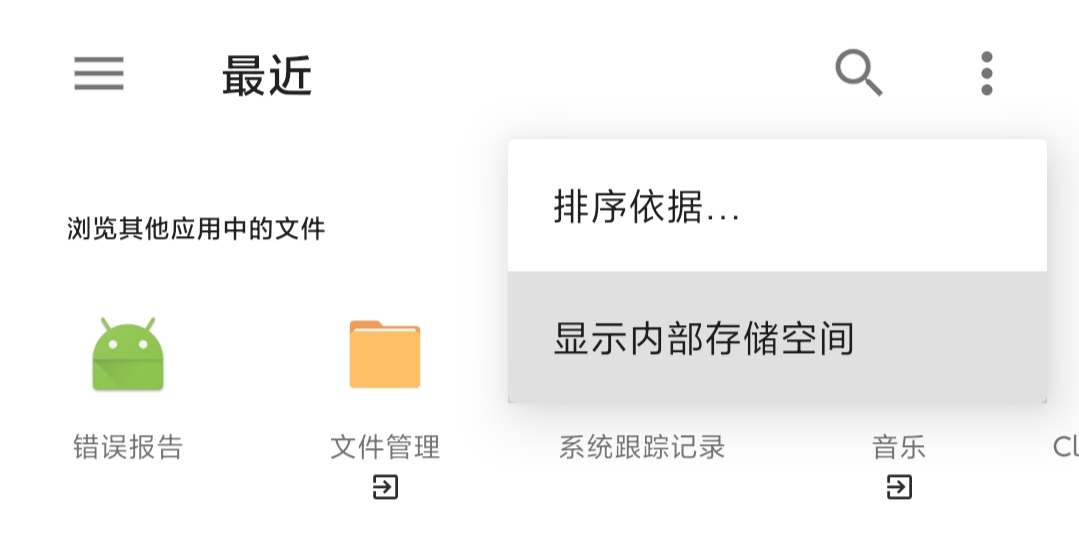 最近
排序依据...
浏览其他应用中的文件
显示内部存储空间
错误报告
文件管理
系统跟踪记录
音乐
Cl